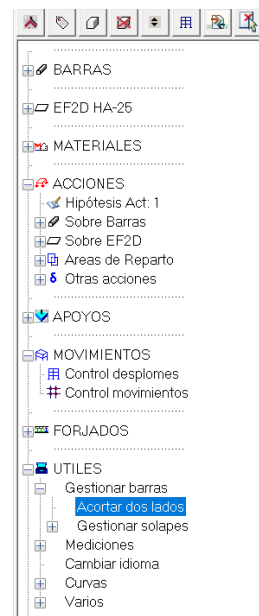 BARRAS
EF2D HA-25
MATERIALES
ACCIONES
Hipótesis Act: 1
Sobre Barras
Sobre EF2D
Areas de Reparto
δ Otras acciones
APOYOS
MOVIMIENTOS
Control desplomes
Control movimientos
FORJADOS
UTILES
Gestionar barras
Acortar dos lados
Gestionar solapes
Mediciones
Cambiar idioma
Curvas
Varios